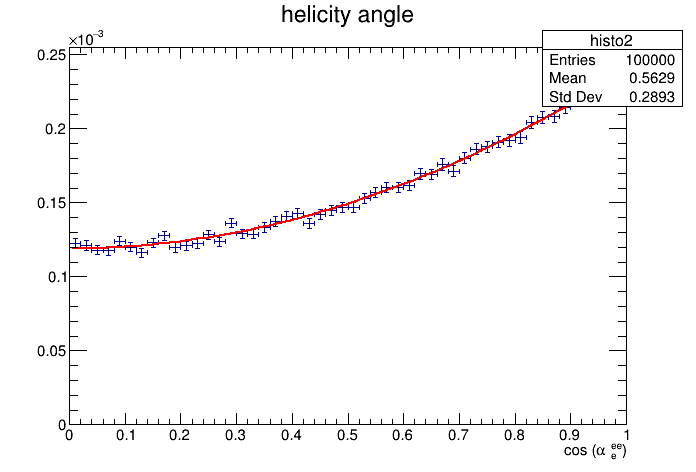 helicity angle
×10⁻³
histo2
Entries 100000
Mean 0.5629
Std Dev 0.2893
0.25
0.2
0.15
0.1
0.05
0
0 0.1 0.2 0.3 0.4 0.5 0.6 0.7 0.8 0.9 1
cos (α ee e)